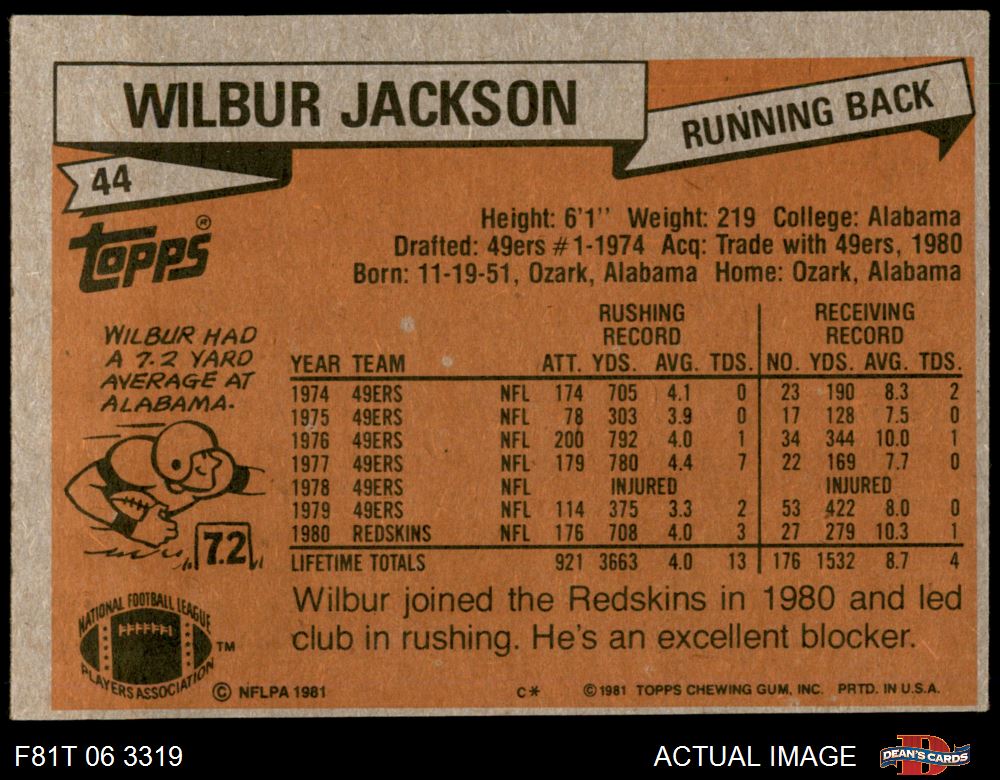 WILBUR JACKSON
RUNNING BACK
44
Topps®
Height: 6'1'' Weight: 219 College: Alabama
Drafted: 49ers #1-1974 Acq: Trade with 49ers, 1980
Born: 11-19-51, Ozark, Alabama Home: Ozark, Alabama
WILBUR HAD
A 7.2 YARD
AVERAGE AT
ALABAMA.
7.2
RUSHING RECEIVING
RECORD RECORD
YEAR TEAM ATT. YDS. AVG. TDS. NO. YDS. AVG. TDS.
1974 49ERS NFL 174 705 4.1 0 23 190 8.3 2
1975 49ERS NFL 78 303 3.9 0 17 128 7.5 0
1976 49ERS NFL 200 792 4.0 1 34 344 10.0 1
1977 49ERS NFL 179 780 4.4 7 22 169 7.7 0
1978 49ERS NFL INJURED INJURED
1979 49ERS NFL 114 375 3.3 2 53 422 8.0 0
1980 REDSKINS NFL 176 708 4.0 3 27 279 10.3 1
LIFETIME TOTALS 921 3663 4.0 13 176 1532 8.7 4
Wilbur joined the Redskins in 1980 and led
club in rushing. He's an excellent blocker.
NATIONAL FOOTBALL LEAGUE
PLAYERS ASSOCIATION
TM
© NFLPA 1981 C* © 1981 TOPPS CHEWING GUM, INC. PRTD. IN U.S.A.
F81T 06 3319 ACTUAL IMAGE DEAN'S CARDS